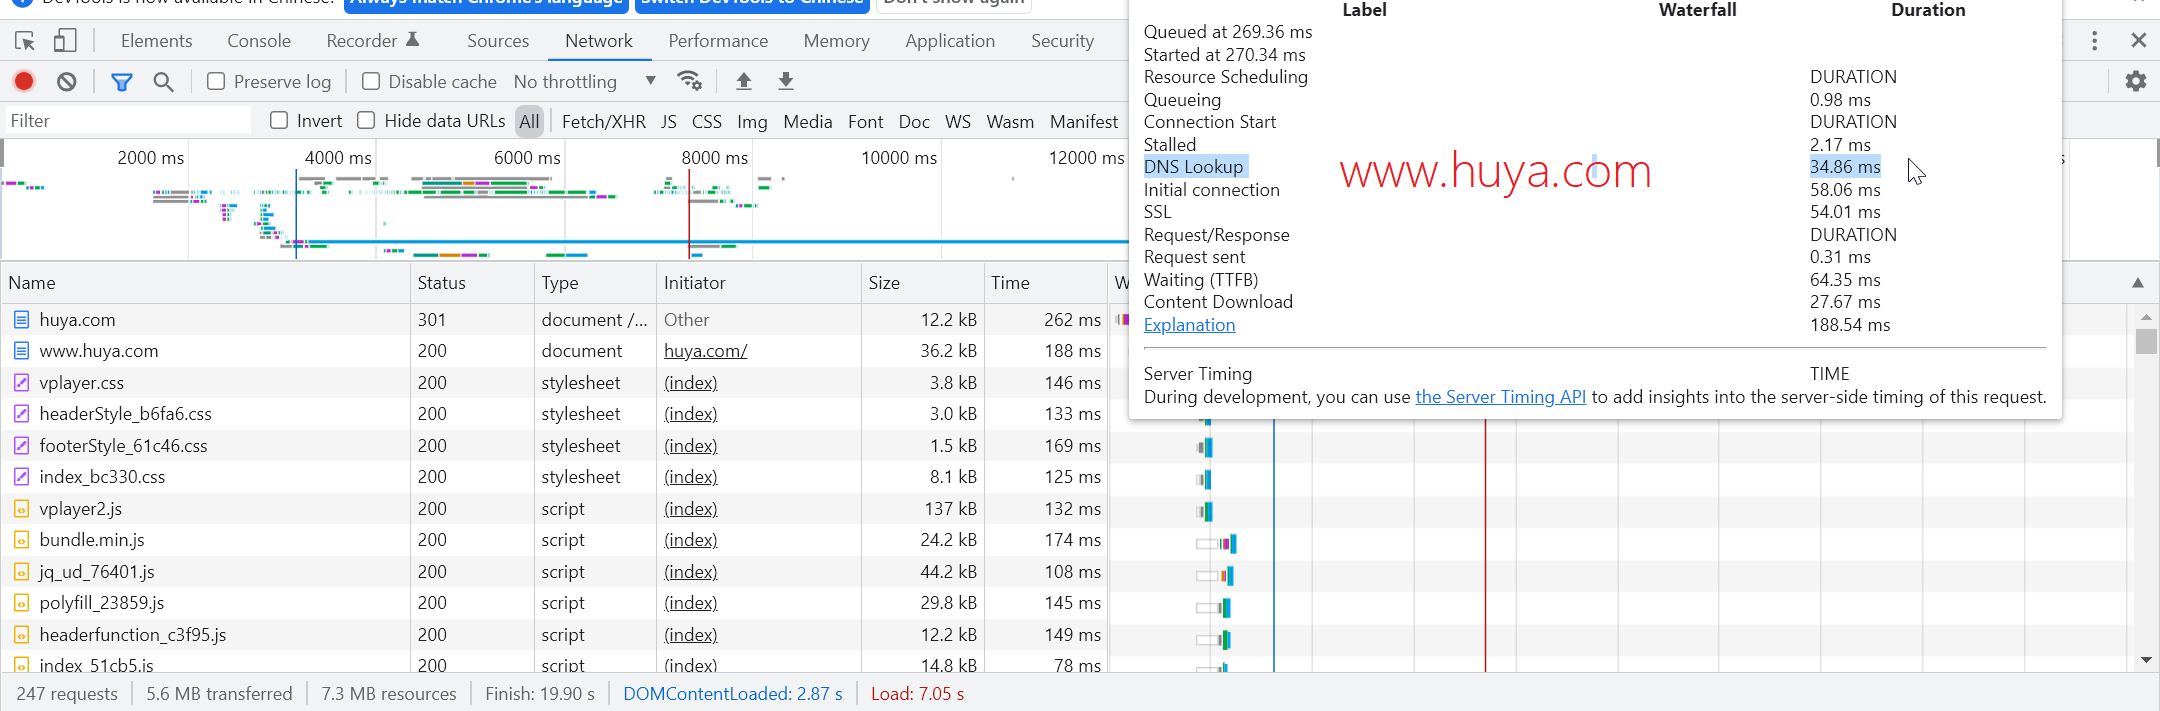 DevTools is now available in Chinese! Always match Chrome's language Switch DevTools to Chinese Don't show again
Elements Console Recorder Sources Network Performance Memory Application Security
Preserve log Disable cache No throttling
Filter Invert Hide data URLs All Fetch/XHR JS CSS Img Media Font Doc WS Wasm Manifest
2000 ms 4000 ms 6000 ms 8000 ms 10000 ms 12000 ms
Label Waterfall Duration
Queued at 269.36 ms
Started at 270.34 ms
Resource Scheduling DURATION
Queueing 0.98 ms
Connection Start DURATION
Stalled 2.17 ms
DNS Lookup 34.86 ms
www.huya.com
Initial connection 58.06 ms
SSL 54.01 ms
Request/Response DURATION
Request sent 0.31 ms
Waiting (TTFB) 64.35 ms
Content Download 27.67 ms
Explanation 188.54 ms
Server Timing TIME
During development, you can use the Server Timing API to add insights into the server-side timing of this request.
Name Status Type Initiator Size Time W
huya.com 301 document /... Other 12.2 kB 262 ms
www.huya.com 200 document huya.com/ 36.2 kB 188 ms
vplayer.css 200 stylesheet (index) 3.8 kB 146 ms
headerStyle_b6fa6.css 200 stylesheet (index) 3.0 kB 133 ms
footerStyle_61c46.css 200 stylesheet (index) 1.5 kB 169 ms
index_bc330.css 200 stylesheet (index) 8.1 kB 125 ms
vplayer2.js 200 script (index) 137 kB 132 ms
bundle.min.js 200 script (index) 24.2 kB 174 ms
jq_ud_76401.js 200 script (index) 44.2 kB 108 ms
polyfill_23859.js 200 script (index) 29.8 kB 145 ms
headerfunction_c3f95.js 200 script (index) 12.2 kB 149 ms
index_51cb5.js 200 script (index) 14.8 kB 78 ms
247 requests 5.6 MB transferred 7.3 MB resources Finish: 19.90 s DOMContentLoaded: 2.87 s Load: 7.05 s